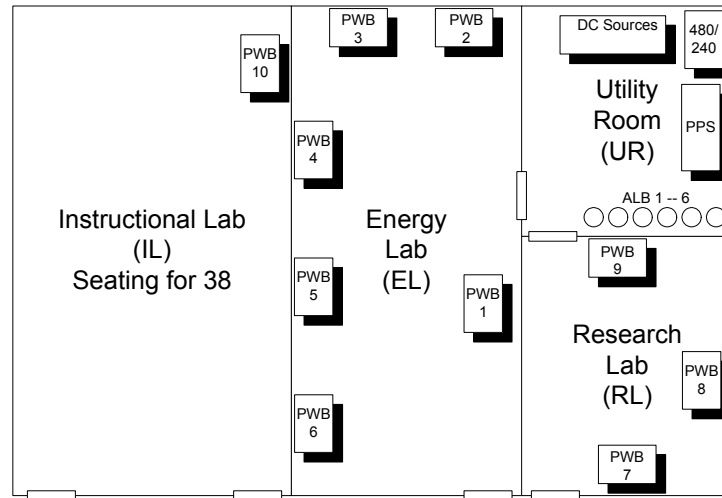 PWB
3
PWB
2
DC Sources
480/
240
PWB
10
Utility
Room
(UR)
PPS
PWB
4
ALB 1 -- 6
Instructional Lab
(IL)
Seating for 38
Energy
Lab
(EL)
PWB
9
PWB
5
PWB
1
Research
Lab
(RL)
PWB
8
PWB
6
PWB
7